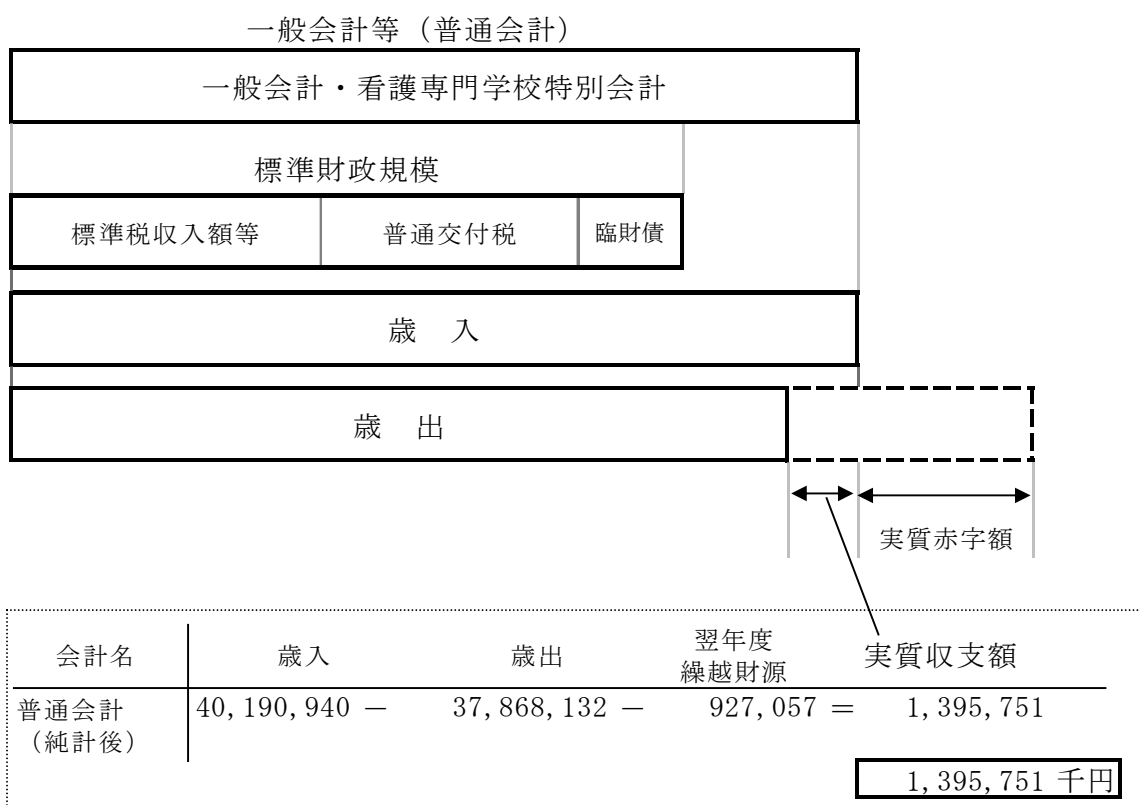 一般会計等（普通会計）
一般会計・看護専門学校特別会計
標準財政規模
標準税収入額等 普通交付税 臨財債
歳　入
歳　出
実質赤字額
会計名 歳入 歳出 翌年度 繰越財源 実質収支額
普通会計 40,190,940 － 37,868,132 － 927,057 ＝ 1,395,751
（純計後）
1,395,751 千円